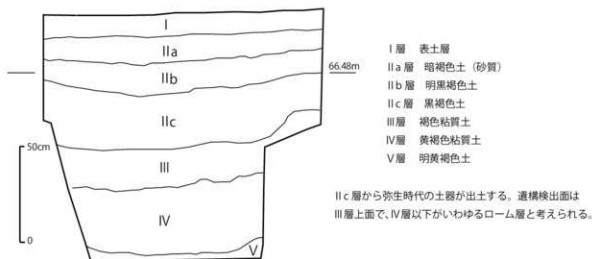 I
IIa
IIb
66.48m
IIc
50cm
III
IV
0
V
I層 表土層
IIa層 暗褐色土（砂質）
IIb層 明黒褐色土
IIc層 黒褐色土
III層 褐色粘質土
IV層 黄褐色粘質土
V層 明黄褐色土
IIc層から弥生時代の土器が出土する。遺構検出面は
III層上面で、IV層以下がいわゆるローム層と考えられる。